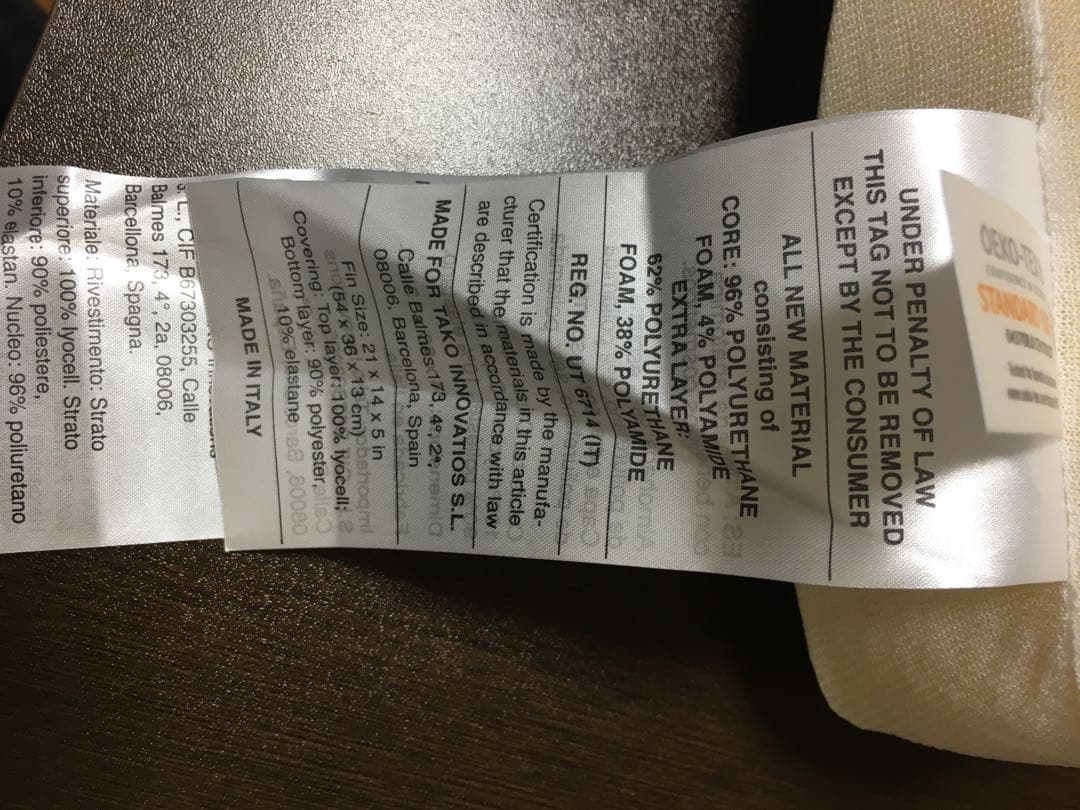 OEKO-TEX
STANDARD
UNDER PENALTY OF LAW
THIS TAG NOT TO BE REMOVED
EXCEPT BY THE CONSUMER
ALL NEW MATERIAL
consisting of
CORE: 96% POLYURETHANE
FOAM, 4% POLYAMIDE
EXTRA LAYER:
62% POLYURETHANE
FOAM, 38% POLYAMIDE
REG. NO. UT 6714 (IT)
Certification is made by the manufa-
cturer that the materials in this article
are described in accordance with law
MADE FOR TAKO INNOVATIOS S.L.
Calle Balmes 173, 4º, 2ª,
08006, Barcelona, Spain
Fin Size: 21 x 14 x 5 in
(54 x 36 x 13 cm)
Covering: Top layer: 100% lyocell;
Bottom layer: 90% polyester,
10% elastane
MADE IN ITALY
S.L., CIF B67303255, Calle
Balmes 173, 4°, 2a, 08006,
Barcellona, Spagna.
Materiale: Rivestimento: Strato
superiore: 100% lyocell. Strato
inferiore: 90% poliestere,
10% elastan. Nucleo: 96% poliuretano